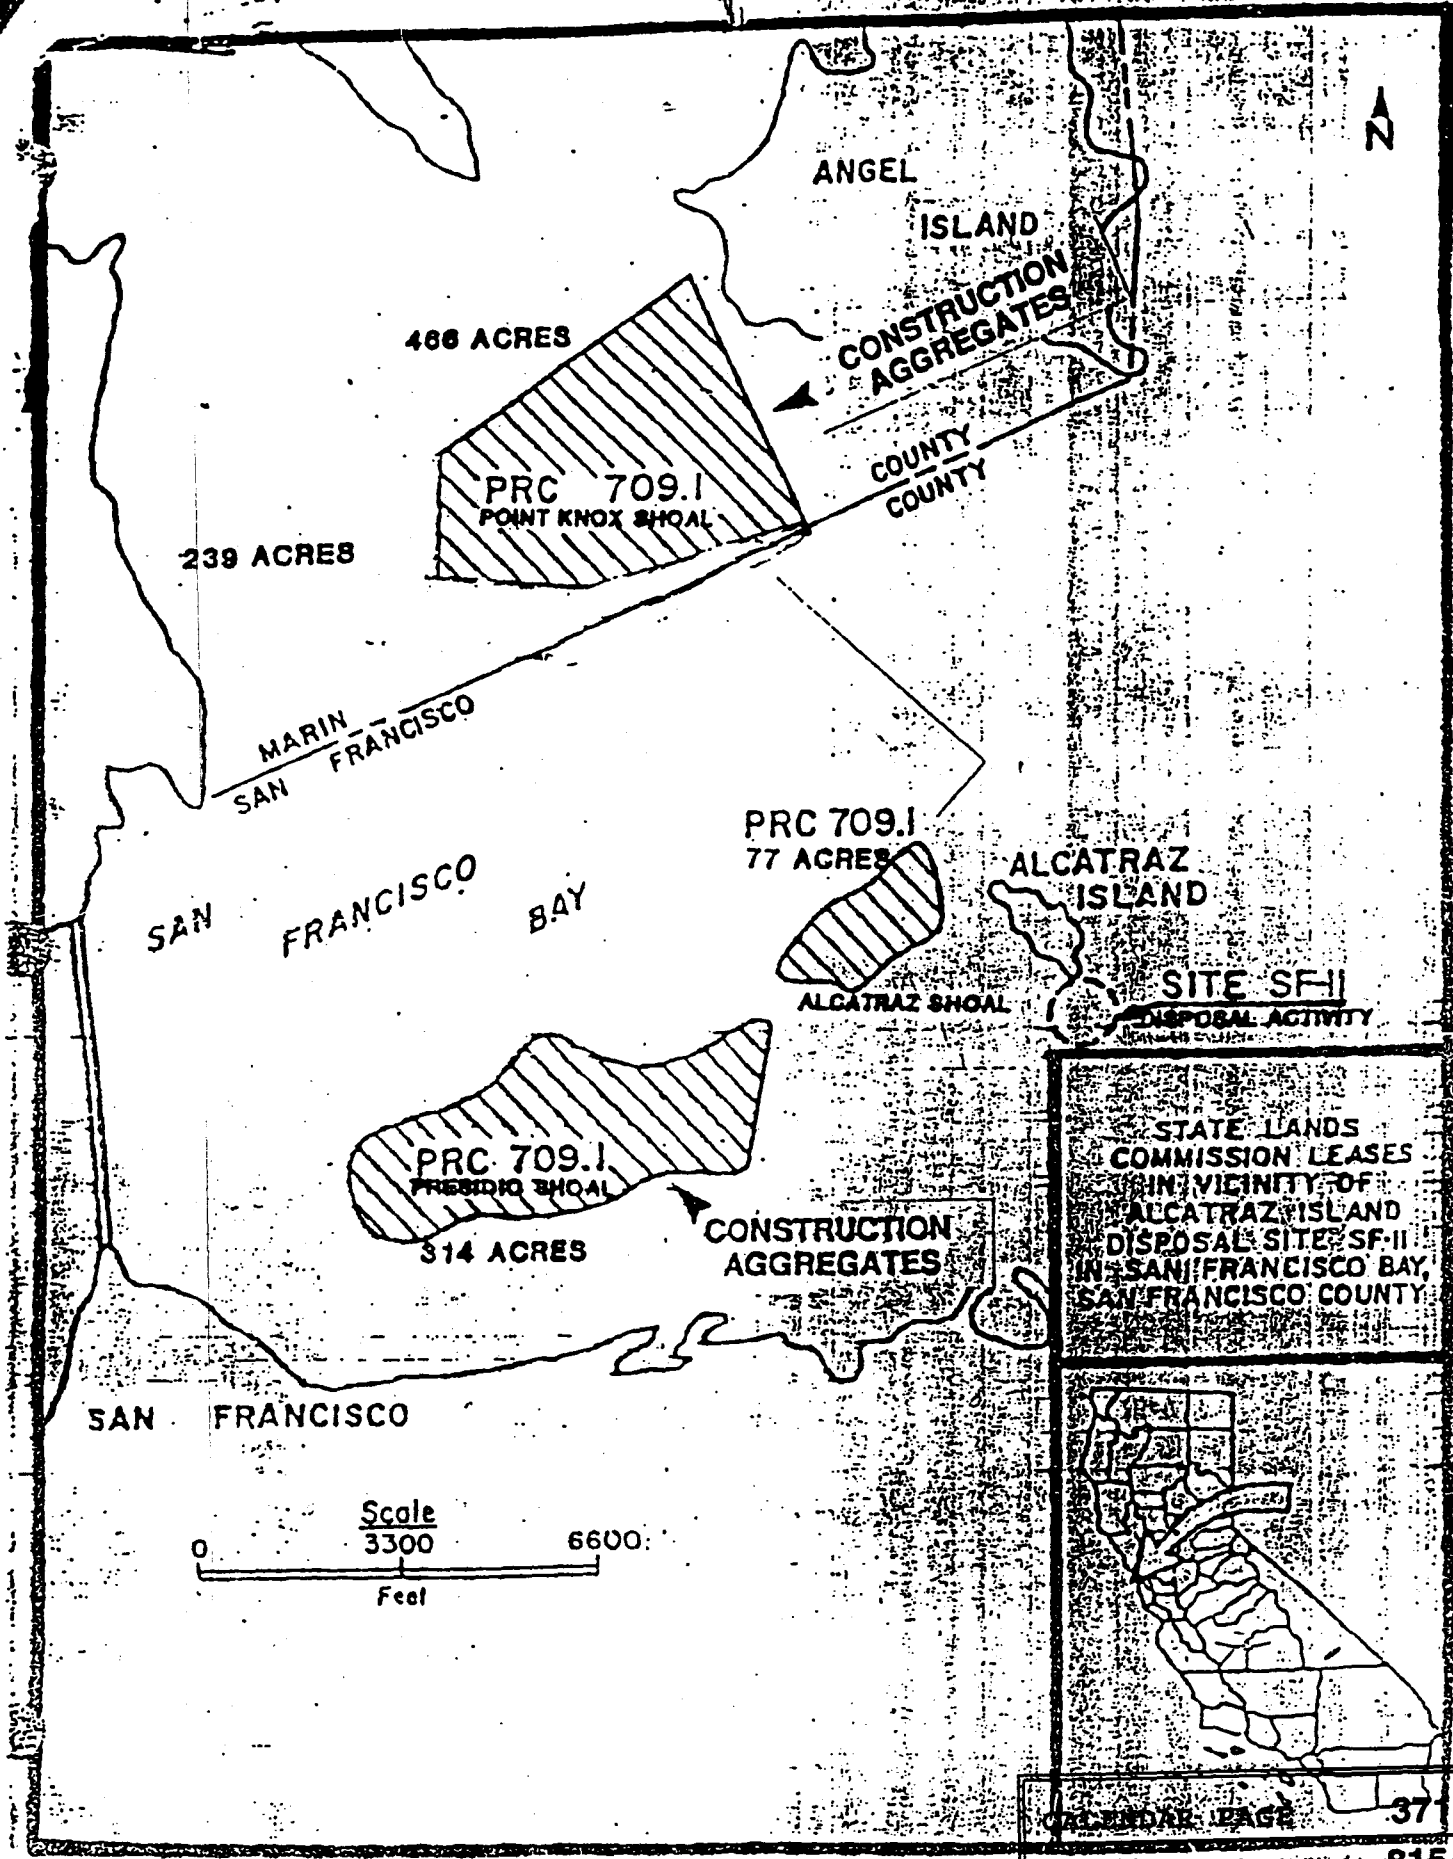 N
ANGEL
ISLAND
CONSTRUCTION
AGGREGATES
466 ACRES
PRC 709.1
POINT KNOX SHOAL
COUNTY
COUNTY
239 ACRES
MARIN
SAN FRANCISCO
PRC 709.1
77 ACRES
ALCATRAZ
ISLAND
SAN FRANCISCO BAY
SITE SF-11
DISPOSAL ACTIVITY
ALCATRAZ SHOAL
PRC 709.1
PRESIDIO SHOAL
314 ACRES
CONSTRUCTION
AGGREGATES
STATE LANDS
COMMISSION LEASES
IN VICINITY OF
ALCATRAZ ISLAND
DISPOSAL SITE SF-11
IN SAN FRANCISCO BAY,
SAN FRANCISCO COUNTY
SAN FRANCISCO
Scale
0 3300 6600
Feet
CALENDAR PAGE 371